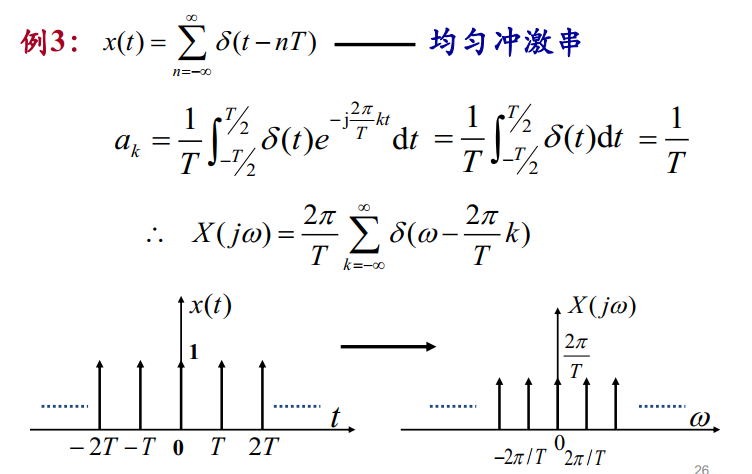 例3: x(t) = ∑_{n=-∞}^{∞} δ(t-nT) —— 均匀冲激串
a_k = 1/T ∫_{-T/2}^{T/2} δ(t)e^{-j(2π/T)kt} dt = 1/T ∫_{-T/2}^{T/2} δ(t)dt = 1/T
∴ X(jω) = 2π/T ∑_{k=-∞}^{∞} δ(ω - 2π/T k)
x(t)
1
-2T -T 0 T 2T t
X(jω)
2π/T
-2π/T 0 2π/T ω
26